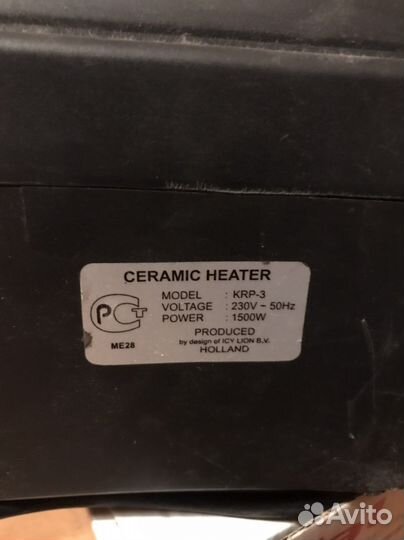 CERAMIC HEATER
MODEL : KRP-3
VOLTAGE : 230V ~ 50Hz
POWER : 1500W
PRODUCED
by design of ICY LION B.V.
HOLLAND
РСТ
ME28
Avito